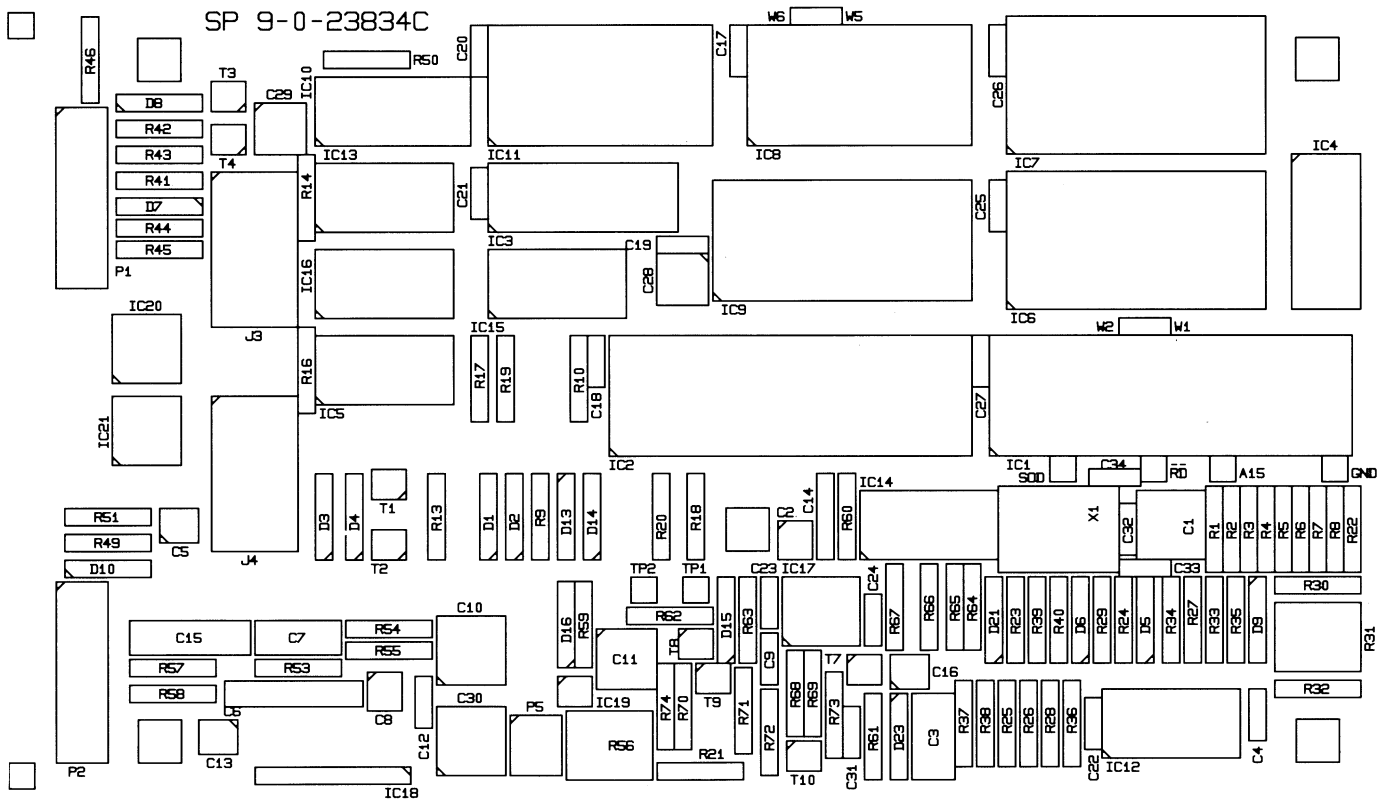 SP 9-0-23834C
W6
W5
R46
T3
R50
C20
C17
C26
IC10
D8
C29
R42
R43
T4
IC13
IC11
IC8
IC7
IC4
R41
R14
C21
C25
D7
R44
R45
IC3
C19
P1
IC16
C28
IC20
IC15
IC9
IC6
W2
W1
J3
R16
R17
R19
R10
C18
C27
IC21
IC5
IC2
IC1
SOD
C34
RD
A15
GND
J4
D3
D4
T1
R13
D1
D2
R9
D13
D14
R20
R18
C2
C14
R60
IC14
X1
C32
C1
R1
R2
R3
R4
R5
R6
R7
R8
R22
R51
R49
C5
T2
D10
TP2
TP1
C23
IC17
C24
C33
R30
D16
R59
R62
D15
R63
R67
R66
R65
R64
D21
R23
R39
R40
D6
R29
R24
D5
R34
R27
R33
R35
D9
R31
C15
C7
R54
C10
R55
T8
C9
R57
R53
C11
T7
C16
R58
T9
R68
R69
R32
C6
C8
C12
C30
P5
IC19
R74
R70
R71
R72
R73
R61
D23
C3
R37
R38
R25
R26
R28
R36
C22
IC12
C4
R56
C13
R21
T10
C31
P2
IC18